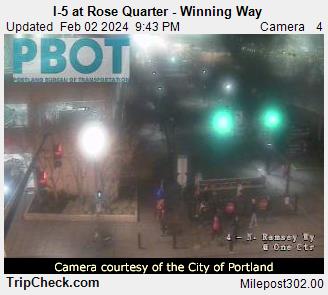 I-5 at Rose Quarter - Winning Way
Updated Feb 02 2024 9:43 PM Camera 4
PBOT
PORTLAND BUREAU OF TRANSPORTATION
4 - N. Ramsey Wy
@ One Ctr
Camera courtesy of the City of Portland
TripCheck.com Milepost302.00